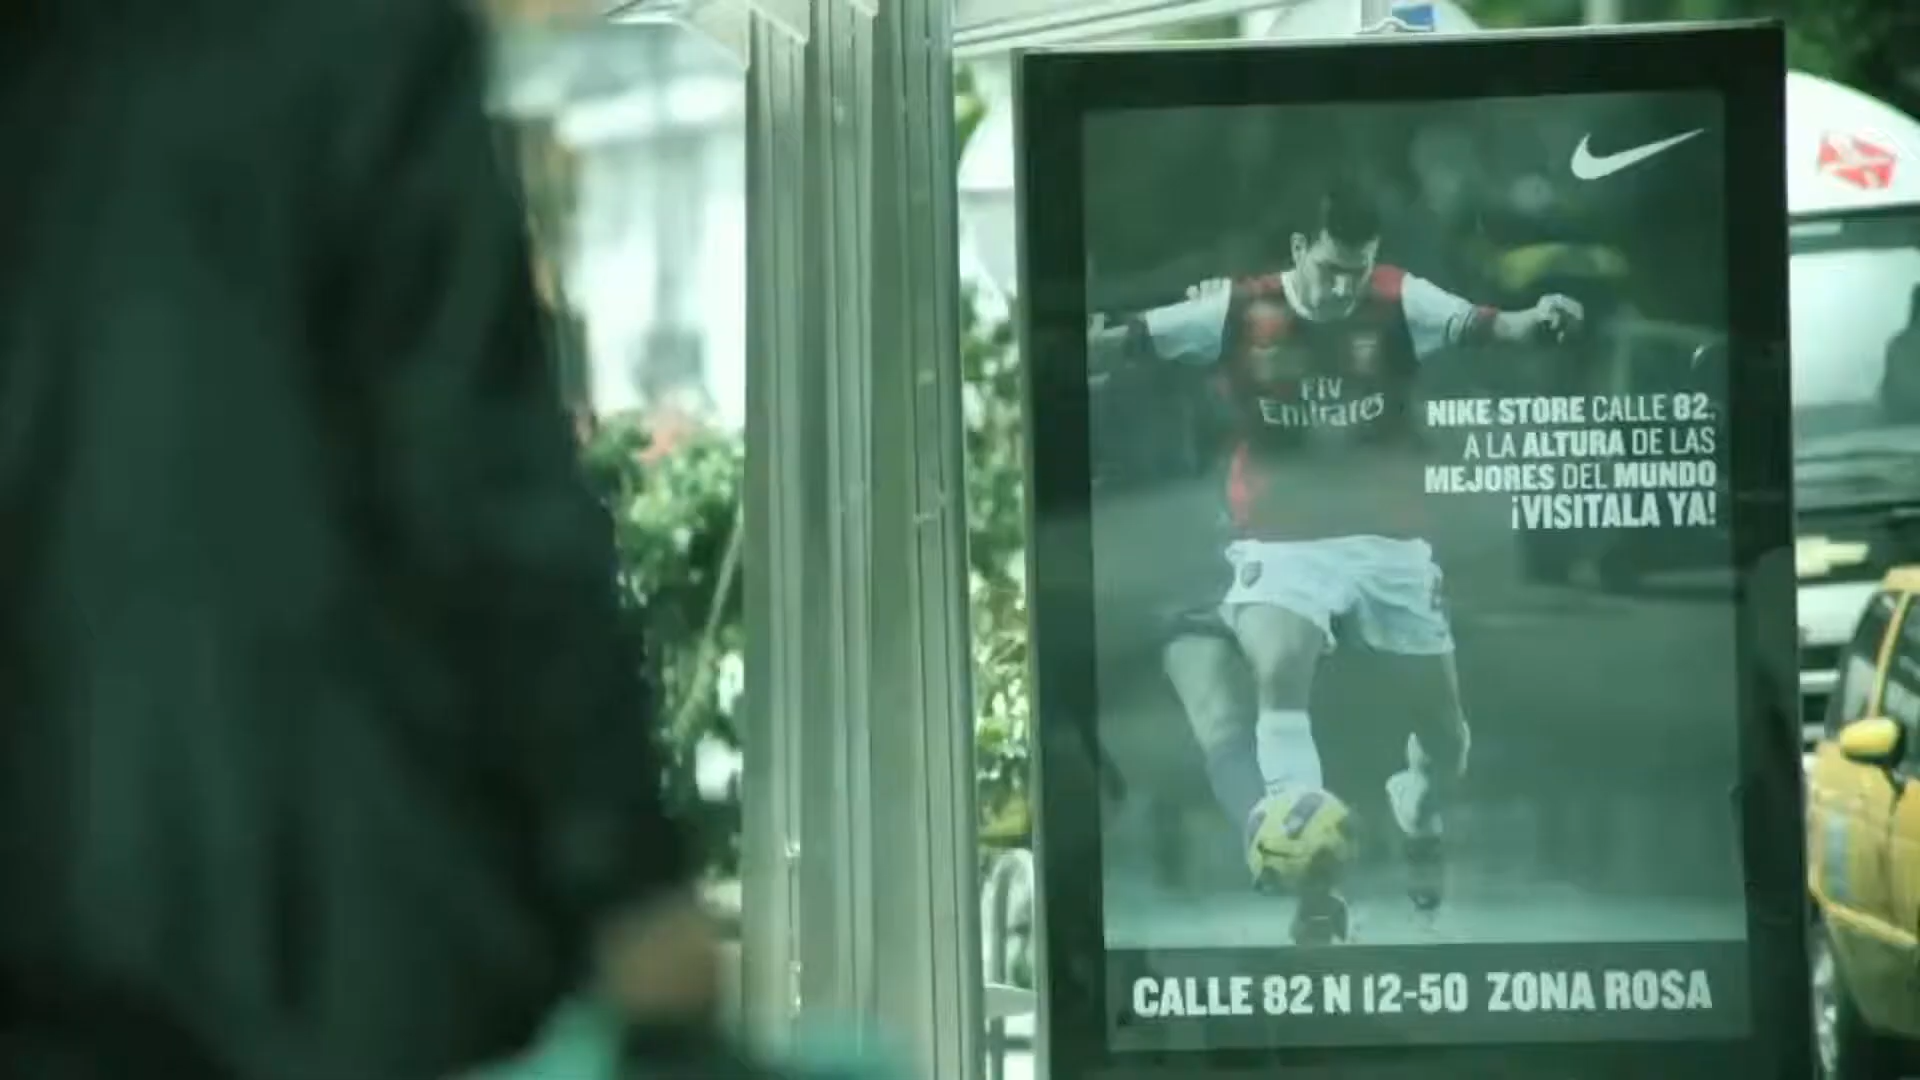 Fly
Emirates
NIKE STORE CALLE 82.
A LA ALTURA DE LAS
MEJORES DEL MUNDO
¡VISITALA YA!
CALLE 82 N 12-50 ZONA ROSA